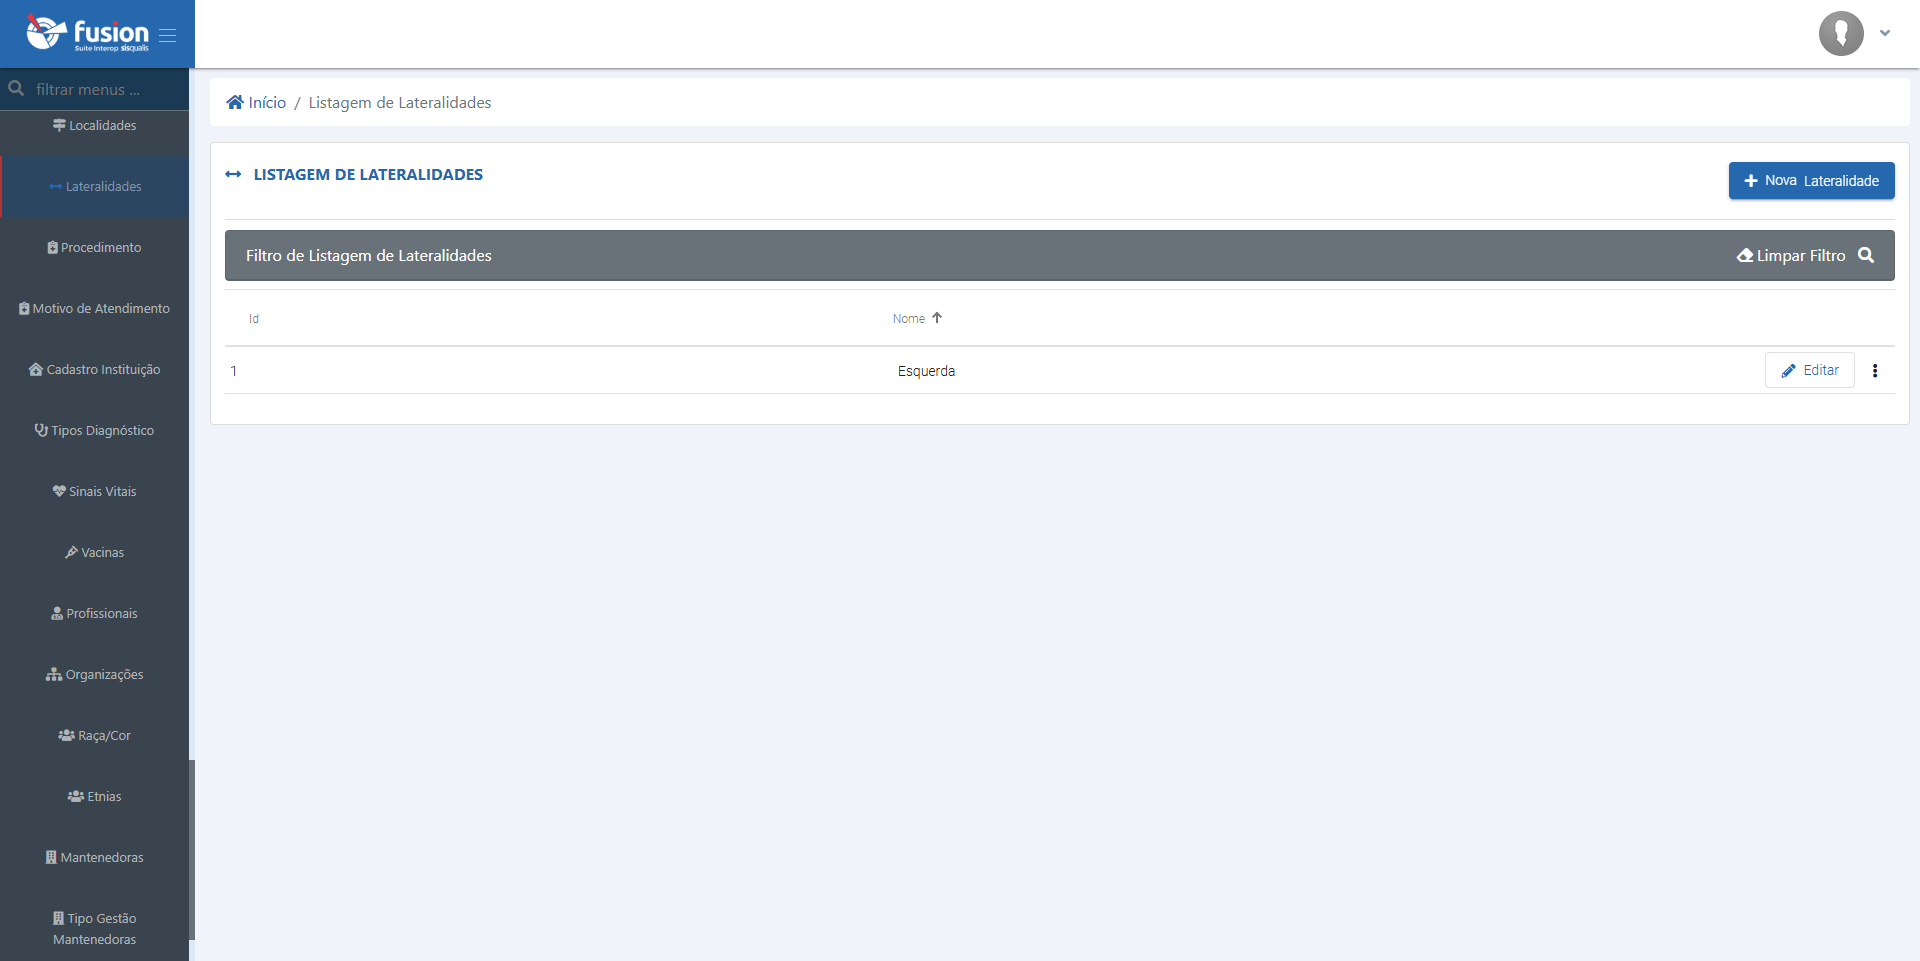 fusion
Suite Interop sisqualis
filtrar menus ...
Localidades
Lateralidades
Procedimento
Motivo de Atendimento
Cadastro Instituição
Tipos Diagnóstico
Sinais Vitais
Vacinas
Profissionais
Organizações
Raça/Cor
Etnias
Mantenedoras
Tipo Gestão
Mantenedoras
Início / Listagem de Lateralidades
LISTAGEM DE LATERALIDADES
Nova Lateralidade
Filtro de Listagem de Lateralidades
Limpar Filtro
Id Nome
1 Esquerda Editar